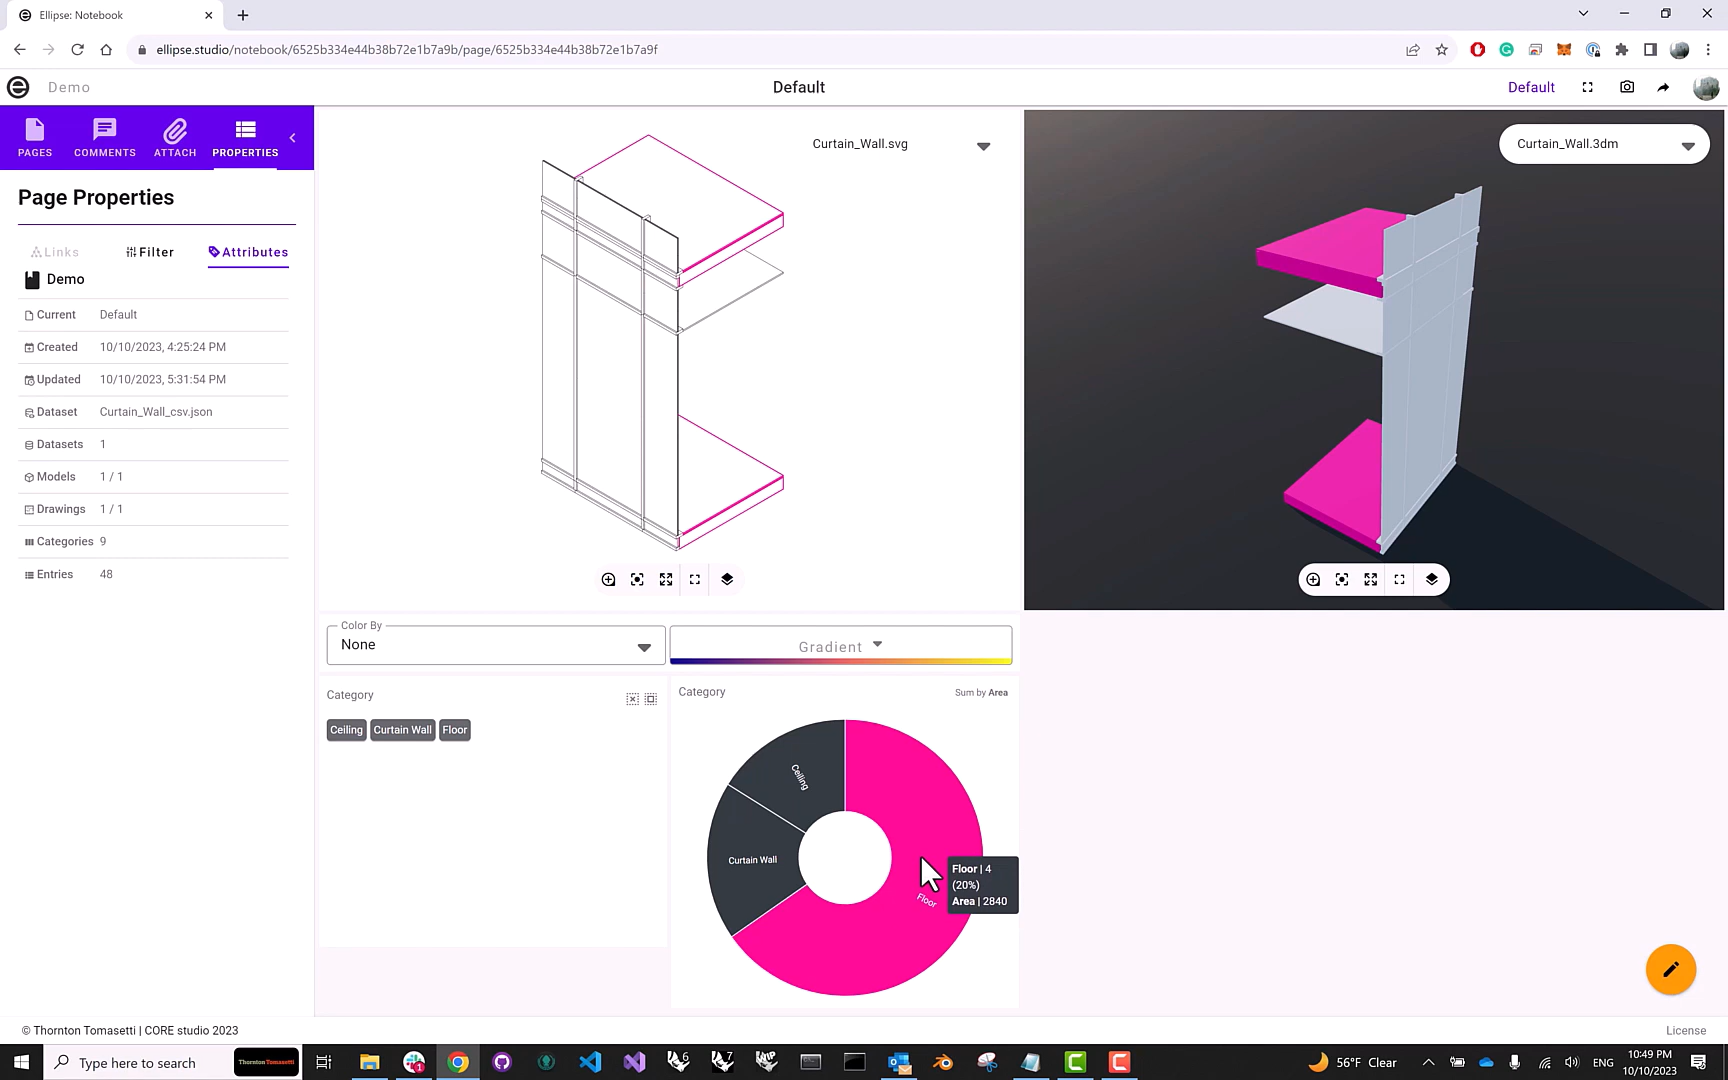 Ellipse: Notebook
ellipse.studio/notebook/6525b334e44b38b72e1b7a9b/page/6525b334e44b38b72e1b7a9f
Demo
Default
Default
PAGES
COMMENTS
ATTACH
PROPERTIES
Page Properties
Links
Filter
Attributes
Demo
Current Default
Created 10/10/2023, 4:25:24 PM
Updated 10/10/2023, 5:31:54 PM
Dataset Curtain_Wall_csv.json
Datasets 1
Models 1 / 1
Drawings 1 / 1
Categories 9
Entries 48
Curtain_Wall.svg
Curtain_Wall.3dm
Color By
None
Gradient
Category
Ceiling
Curtain Wall
Floor
Category
Sum by Area
Ceiling
Curtain Wall
Floor
Floor | 4
(20%)
Area | 2840
© Thornton Tomasetti | CORE studio 2023
License
Type here to search
Thornton Tomasetti
6
7
56°F Clear
ENG
10:49 PM
10/10/2023